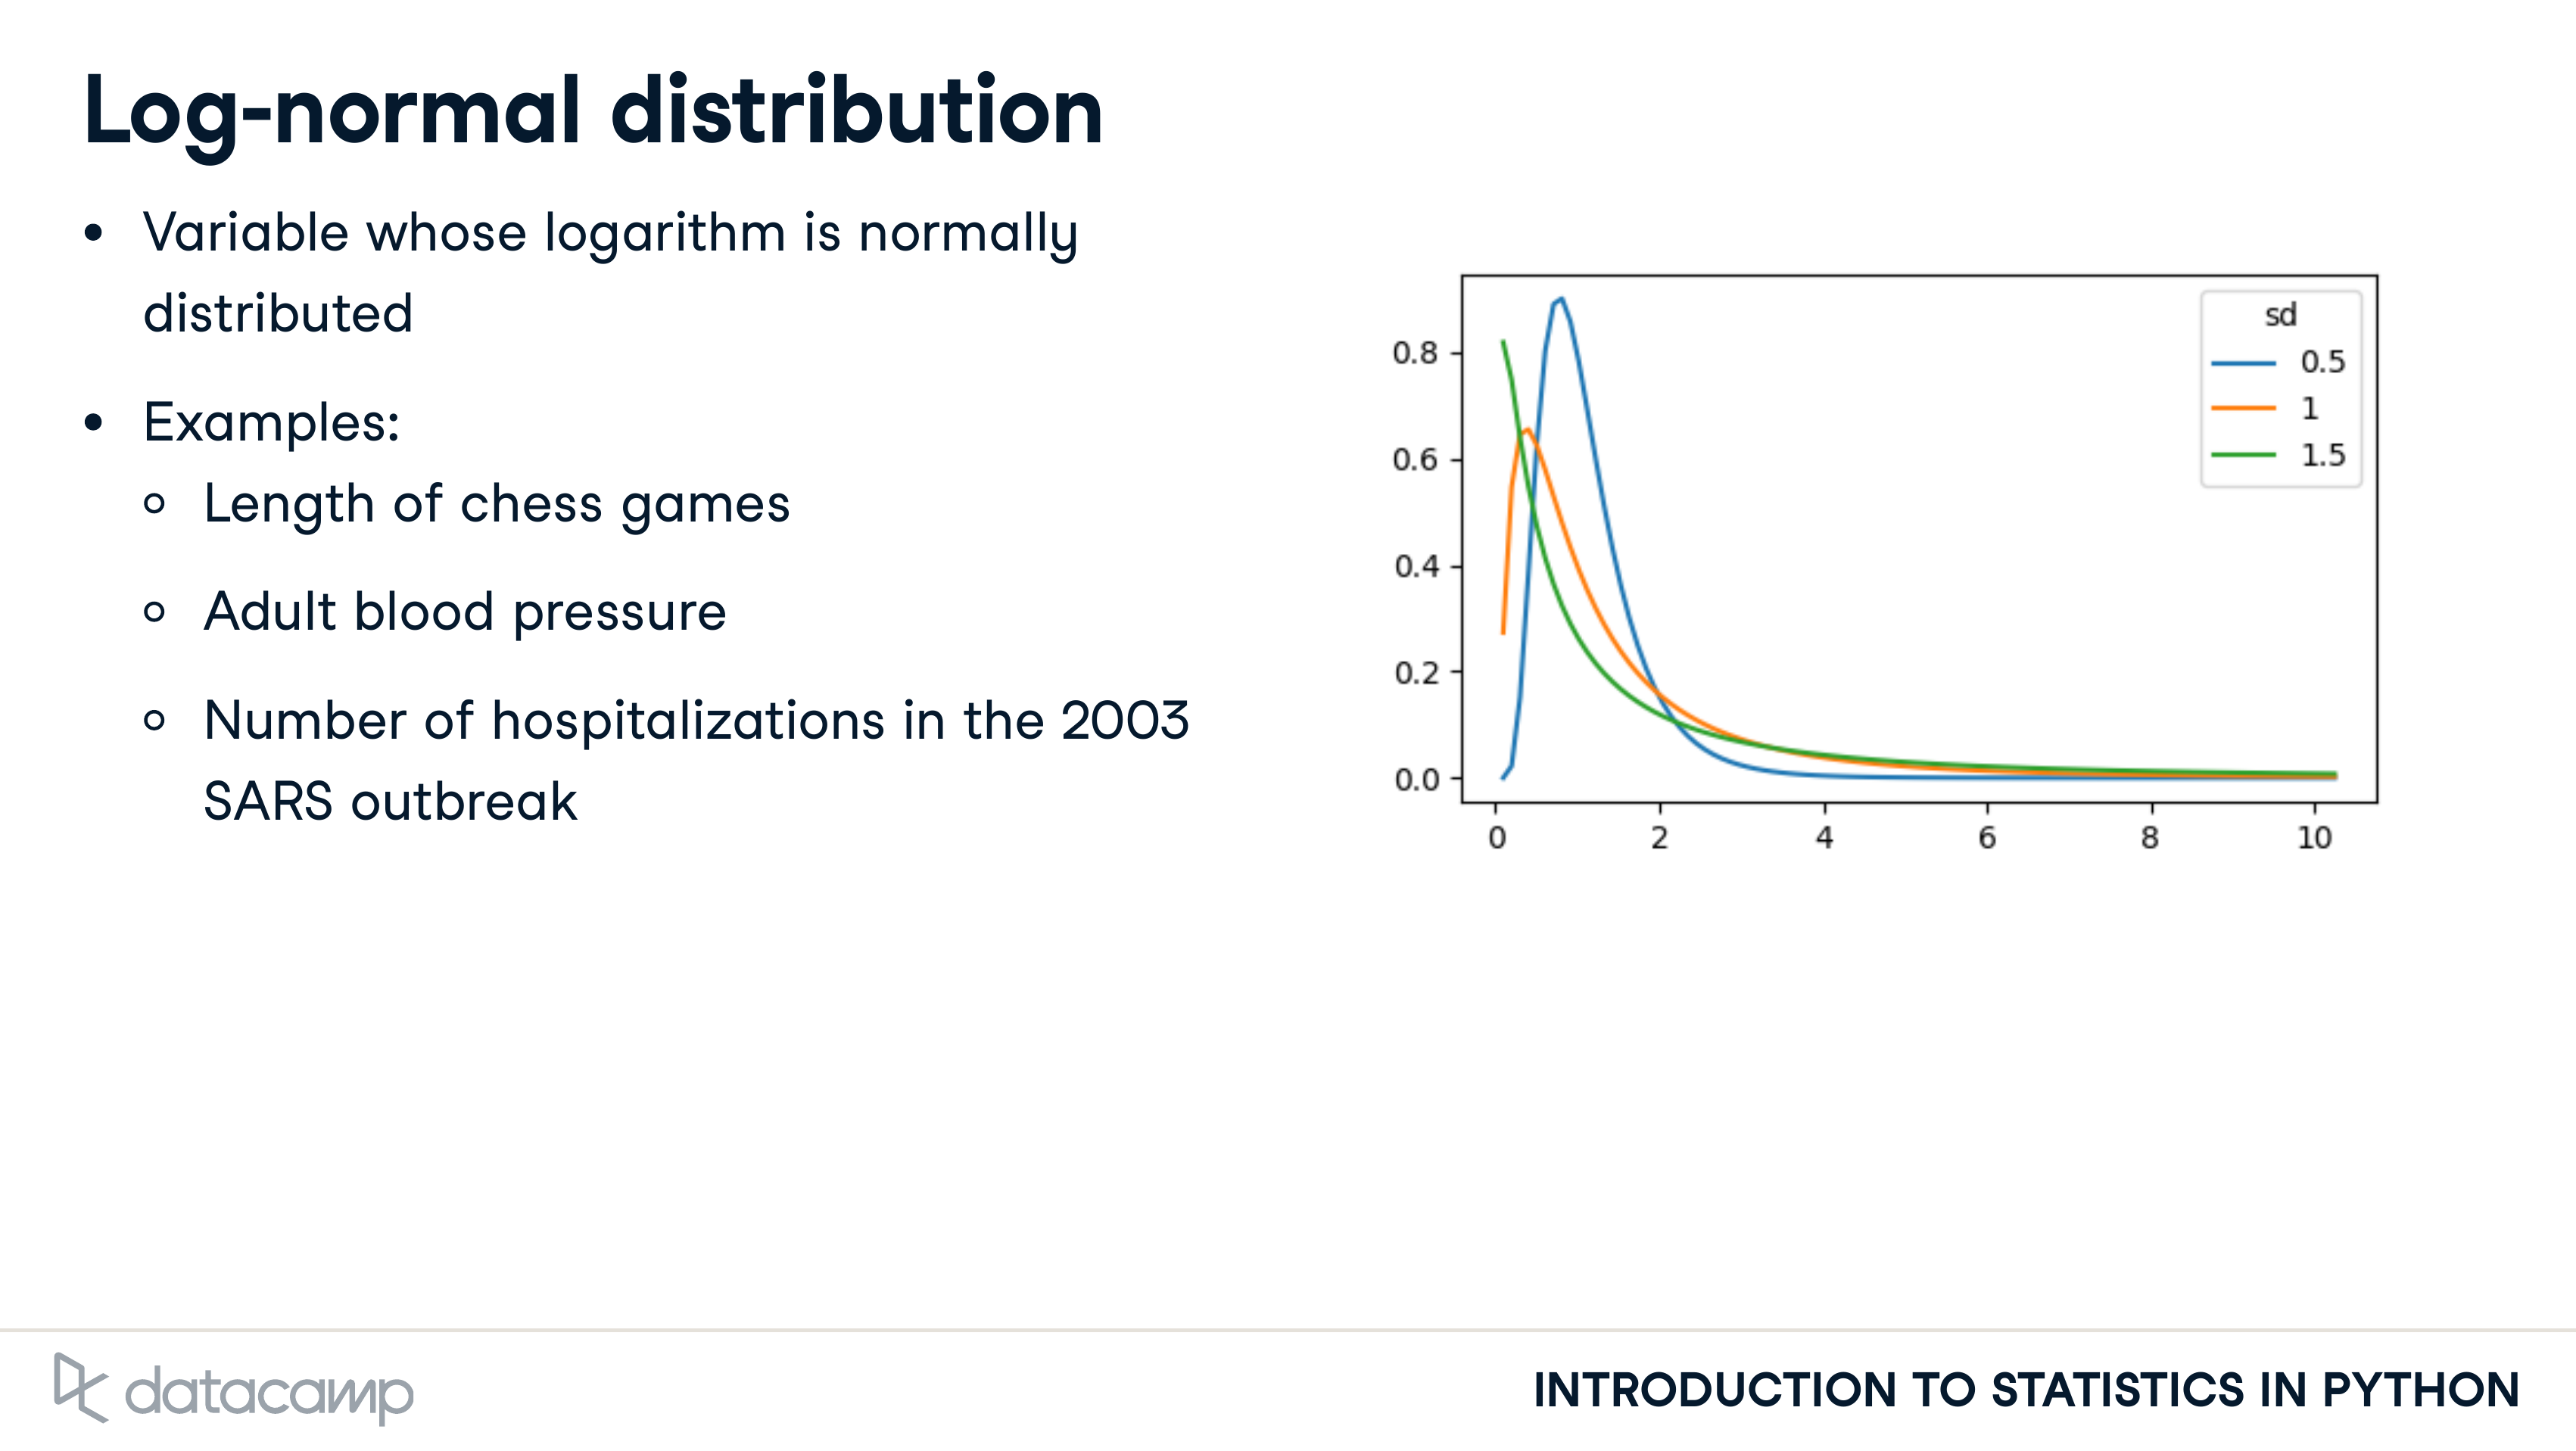 Log-normal distribution
• Variable whose logarithm is normally
distributed
• Examples:
○ Length of chess games
○ Adult blood pressure
○ Number of hospitalizations in the 2003
SARS outbreak
sd
0.5
1
1.5
0.8
0.6
0.4
0.2
0.0
0 2 4 6 8 10
datacamp
INTRODUCTION TO STATISTICS IN PYTHON